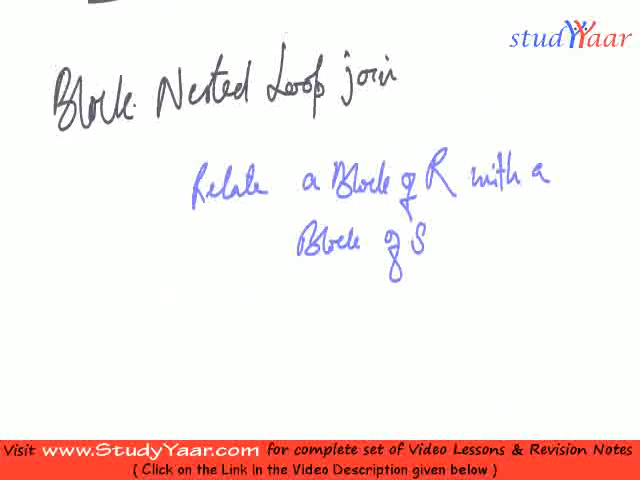 studYYaar
Block Nested Loop join
Relate a Block of R with a
Block of S
Visit www.StudyYaar.com for complete set of Video Lessons & Revision Notes
( Click on the Link in the Video Description given below )